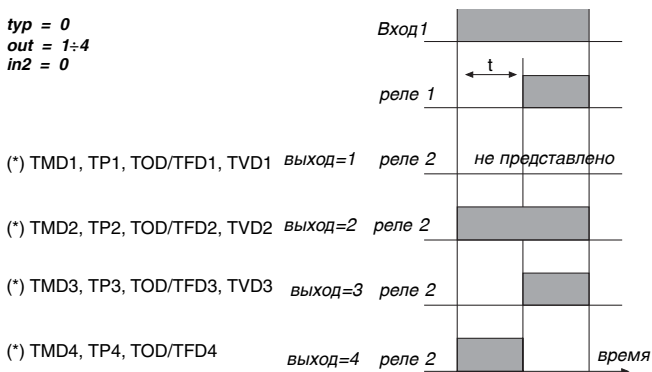 typ = 0
out = 1÷4
in2 = 0
Вход1
t
реле 1
(*) TMD1, TP1, TOD/TFD1, TVD1 выход=1 реле 2 не представлено
(*) TMD2, TP2, TOD/TFD2, TVD2 выход=2 реле 2
(*) TMD3, TP3, TOD/TFD3, TVD3 выход=3 реле 2
(*) TMD4, TP4, TOD/TFD4 выход=4 реле 2 время